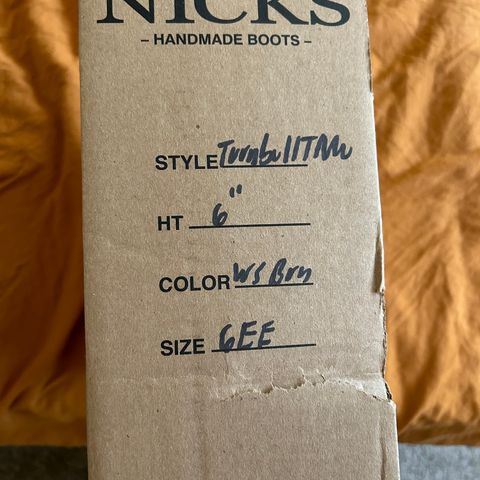 NICKS
– HANDMADE BOOTS –
STYLE Turnbull
HT 6"
COLOR WS Brn
SIZE 6EE